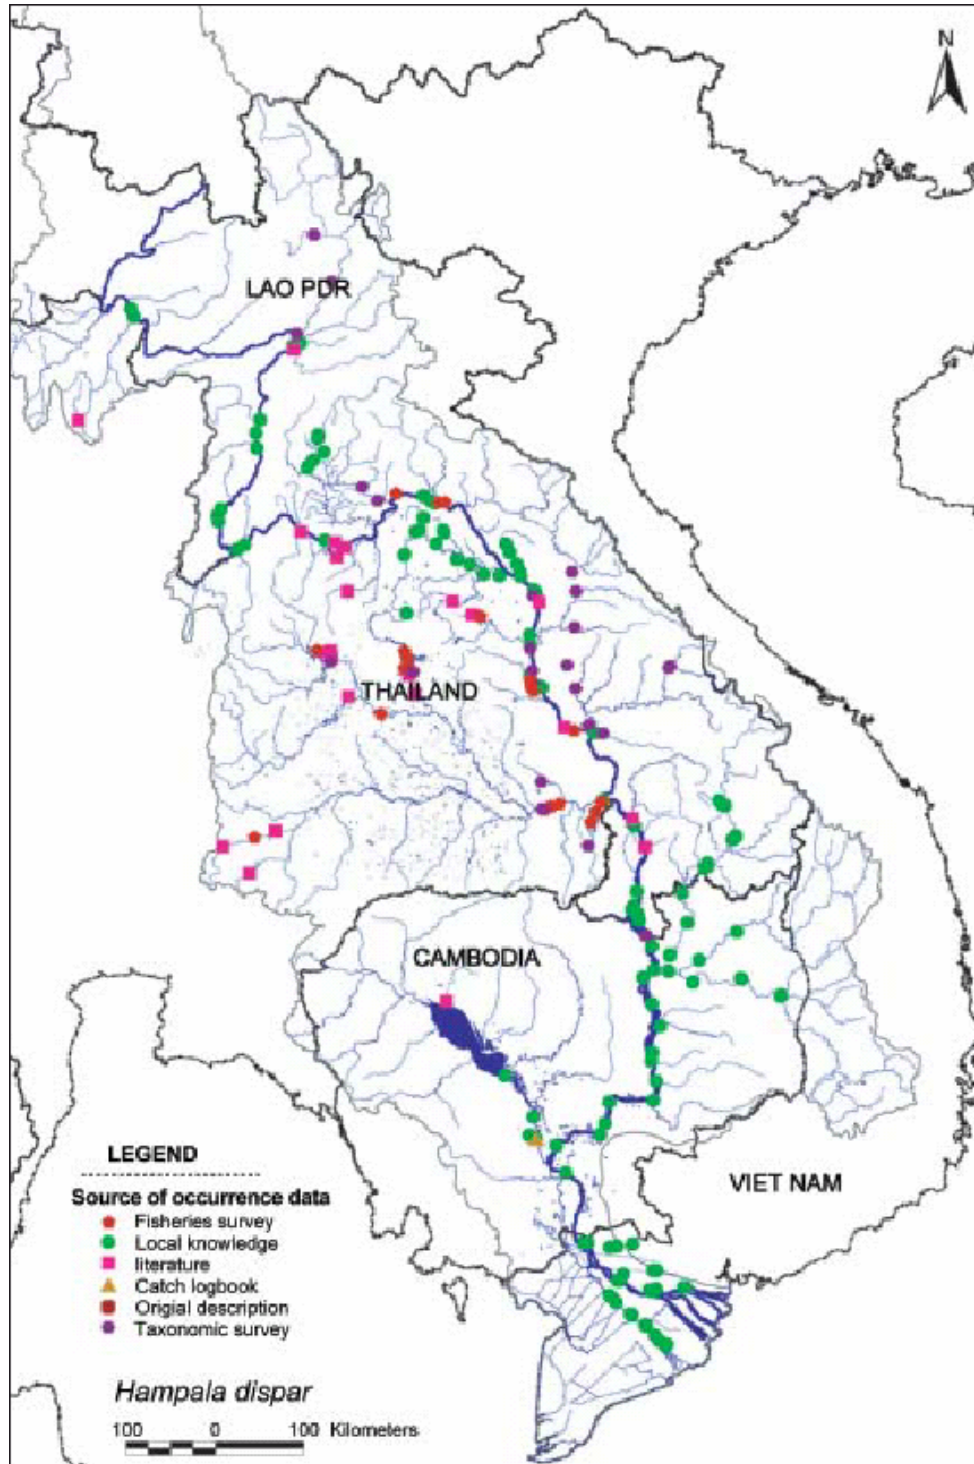 N
LAO PDR
THAILAND
CAMBODIA
VIET NAM
LEGEND
Source of occurrence data
Fisheries survey
Local knowledge
literature
Catch logbook
Origial description
Taxonomic survey
Hampala dispar
100 0 100 Kilometers